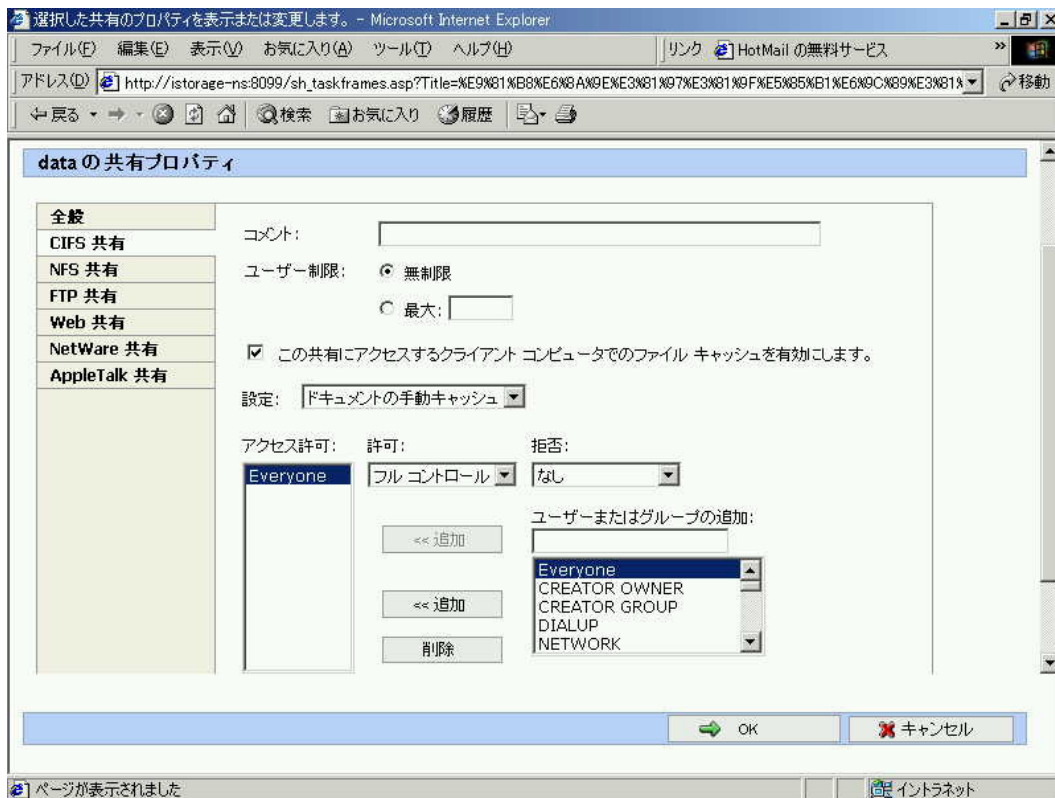 選択した共有のプロパティを表示または変更します。 - Microsoft Internet Explorer
ファイル(F) 編集(E) 表示(V) お気に入り(A) ツール(T) ヘルプ(H) リンク HotMail の無料サービス »
アドレス(D) http://istorage-ns:8099/sh_taskframes.asp?Title=%E9%81%B8%E6%8A%9E%E3%81%97%E3%81%9F%E5%85%B1%E6%9C%89%E3%81% 移動
戻る 検索 お気に入り 履歴
data の共有プロパティ
全般
CIFS 共有
NFS 共有
FTP 共有
Web 共有
NetWare 共有
AppleTalk 共有
コメント:
ユーザー制限: 無制限
最大:
この共有にアクセスするクライアント コンピュータでのファイル キャッシュを有効にします。
設定: ドキュメントの手動キャッシュ
アクセス許可: 許可: 拒否:
Everyone フル コントロール なし
ユーザーまたはグループの追加:
<< 追加
Everyone
CREATOR OWNER
CREATOR GROUP
DIALUP
NETWORK
<< 追加
削除
OK キャンセル
ページが表示されました イントラネット